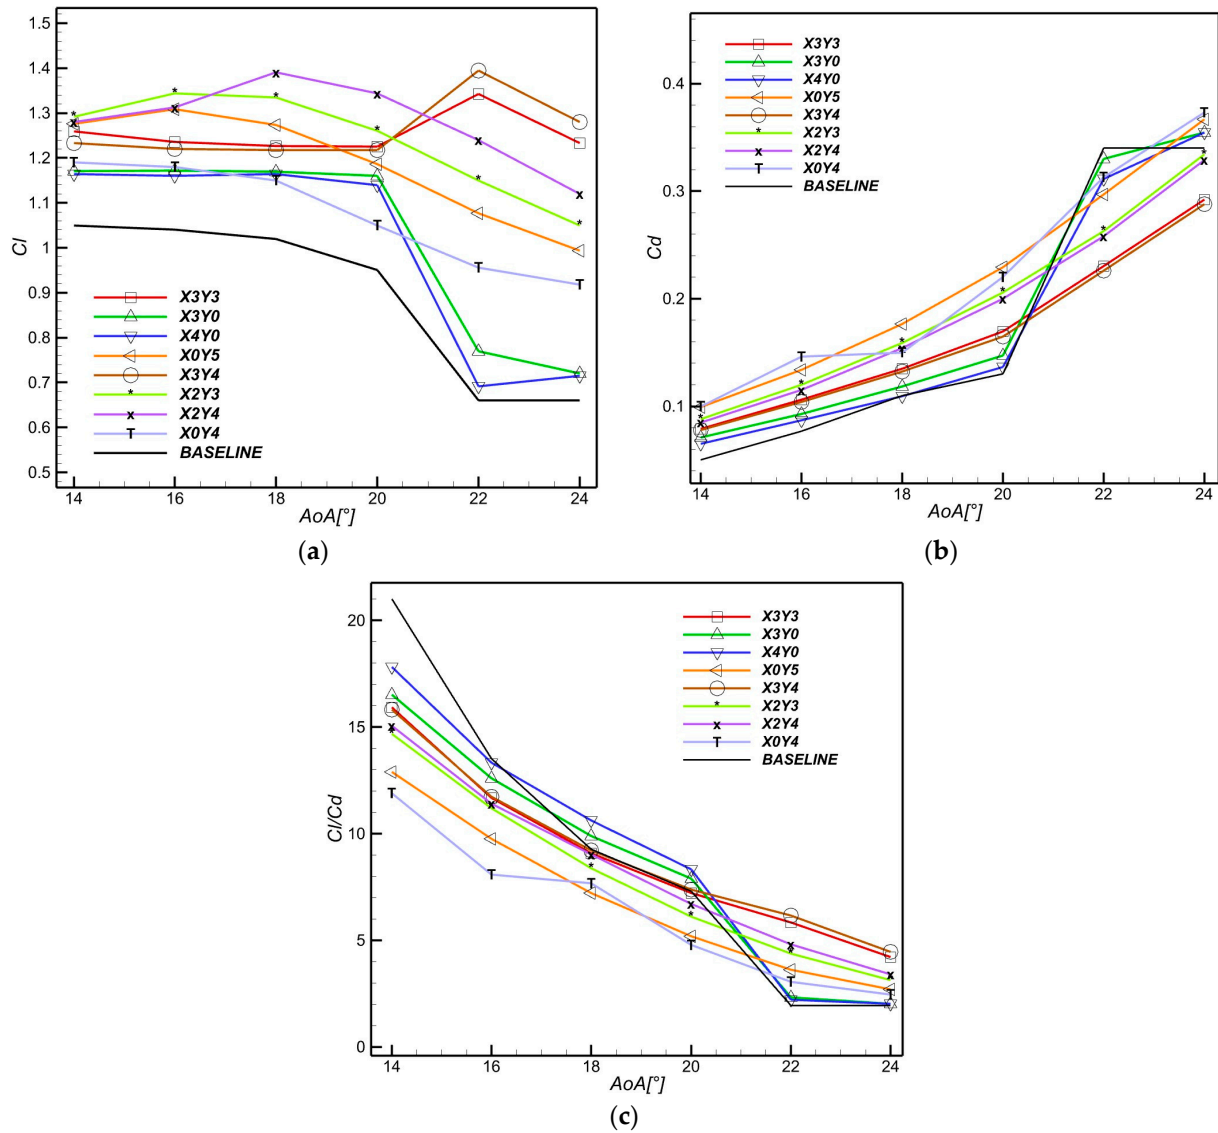 1.5
1.4
1.3
1.2
1.1
1
0.9
0.8
0.7
0.6
0.5
Cl
X3Y3
X3Y0
X4Y0
X0Y5
X3Y4
X2Y3
X2Y4
X0Y4
BASELINE
14 16 18 20 22 24
AoA[°]
(a)
0.4
0.3
0.2
0.1
Cd
X3Y3
X3Y0
X4Y0
X0Y5
X3Y4
X2Y3
X2Y4
X0Y4
BASELINE
14 16 18 20 22 24
AoA[°]
(b)
20
15
10
5
0
Cl/Cd
X3Y3
X3Y0
X4Y0
X0Y5
X3Y4
X2Y3
X2Y4
X0Y4
BASELINE
14 16 18 20 22 24
AoA[°]
(c)